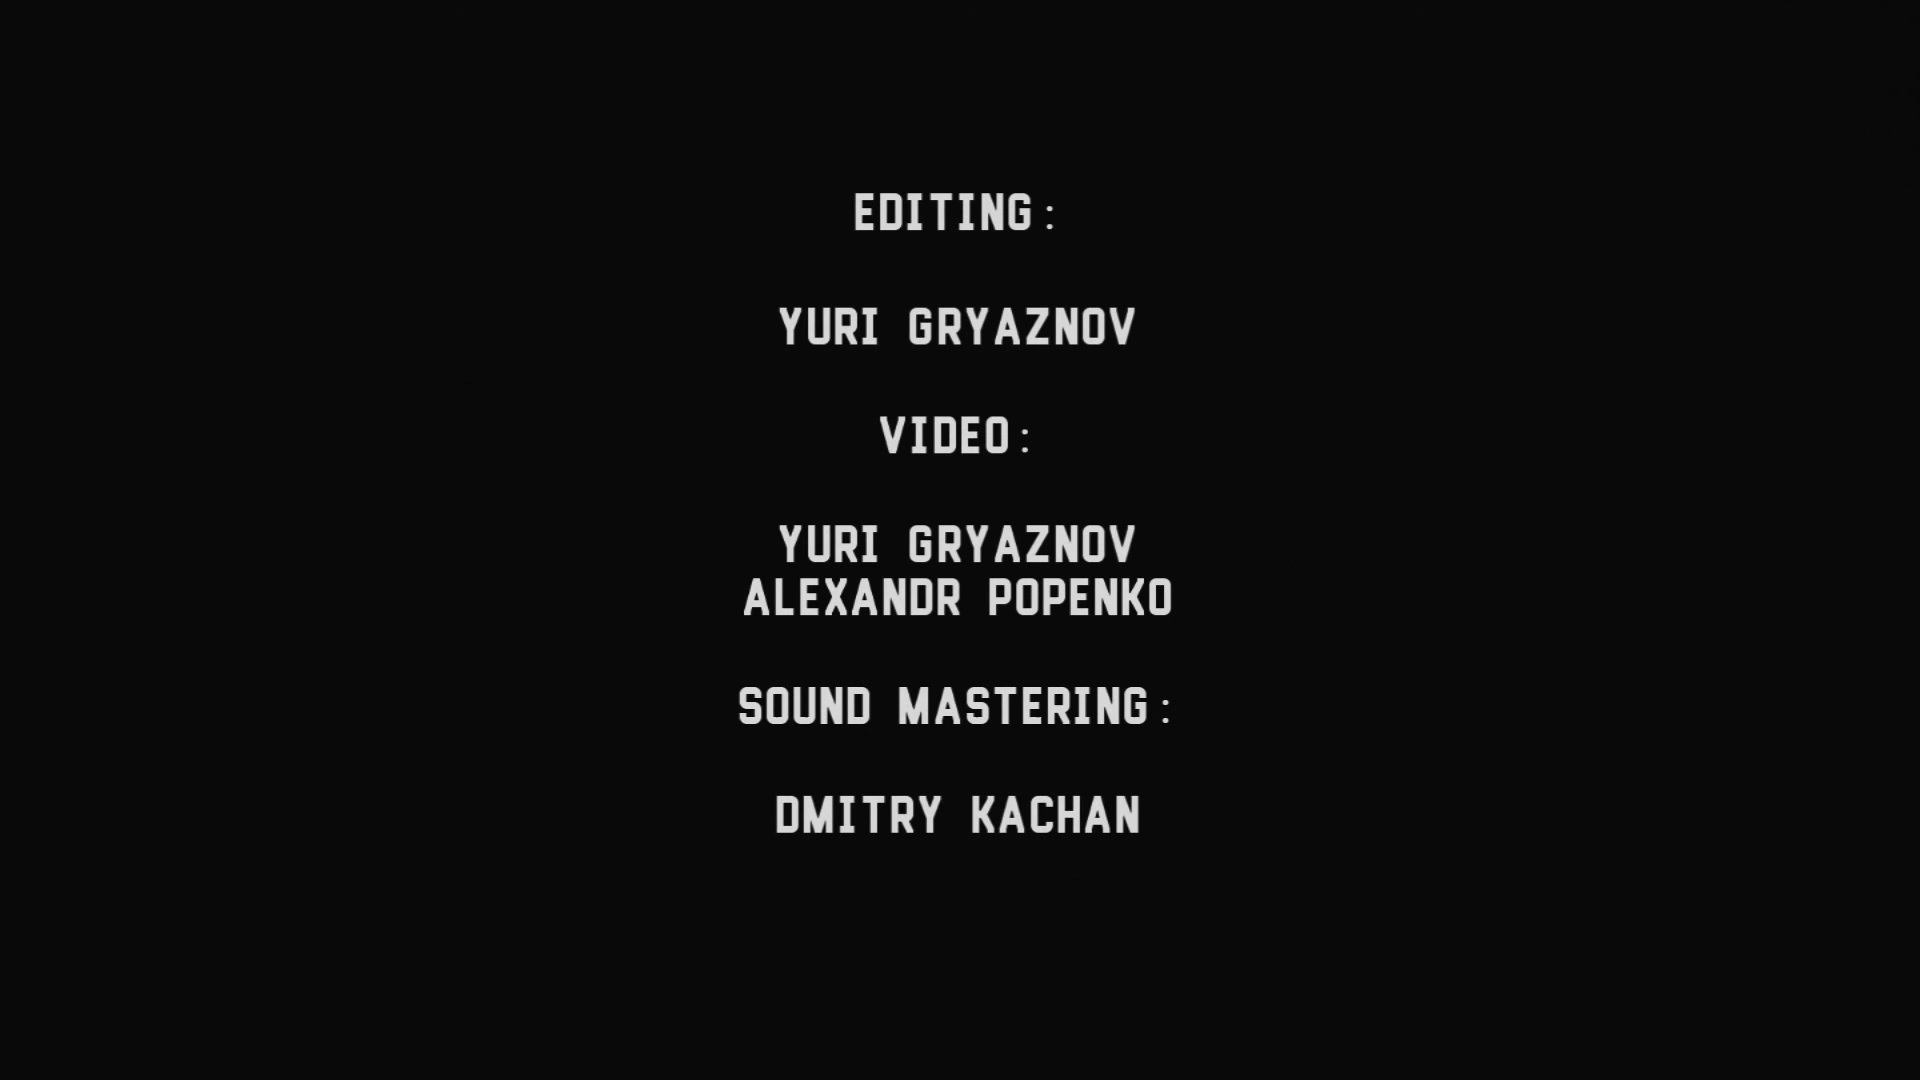 EDITING:
YURI GRYAZNOV
VIDEO:
YURI GRYAZNOV
ALEXANDR POPENKO
SOUND MASTERING:
DMITRY KACHAN